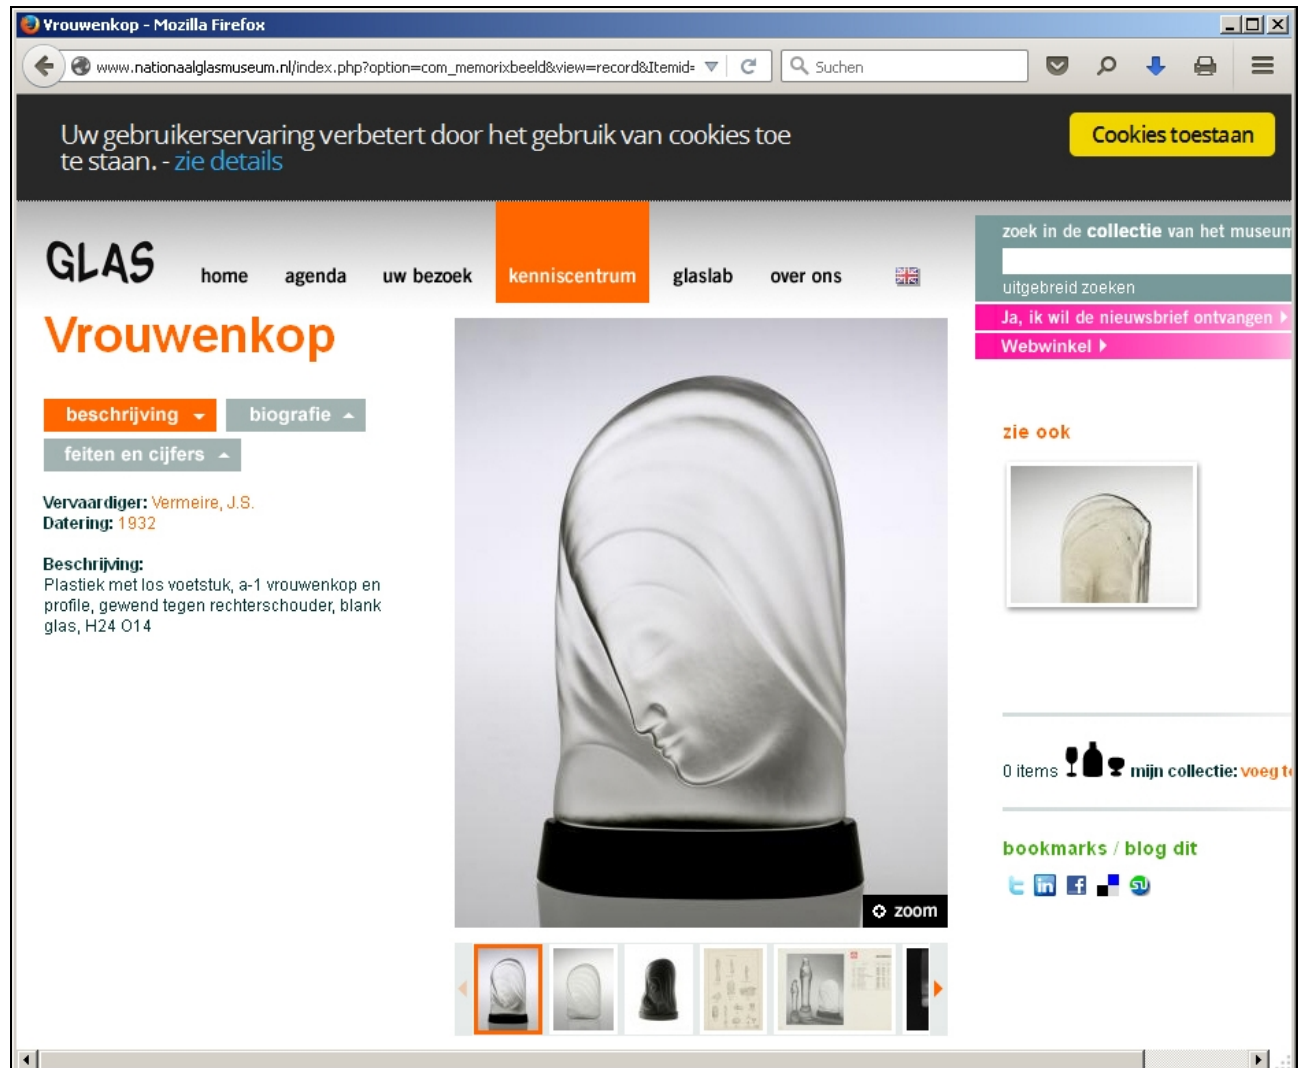 Vrouwenkop - Mozilla Firefox
www.nationaalglasmuseum.nl/index.php?option=com_memorixbeeld&view=record&Itemid=
Suchen
Uw gebruikerservaring verbetert door het gebruik van cookies toe
te staan. - zie details
Cookies toestaan
GLAS
home
agenda
uw bezoek
kenniscentrum
glaslab
over ons
zoek in de collectie van het museum
uitgebreid zoeken
Ja, ik wil de nieuwsbrief ontvangen
Webwinkel
Vrouwenkop
beschrijving
biografie
feiten en cijfers
Vervaardiger: Vermeire, J.S.
Datering: 1932
Beschrijving:
Plastiek met los voetstuk, a-1 vrouwenkop en
profile, gewend tegen rechterschouder, blank
glas, H24 O14
zoom
zie ook
0 items
mijn collectie: voeg
bookmarks / blog dit